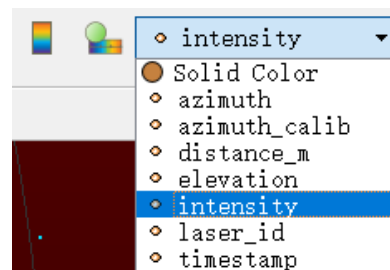 intensity
Solid Color
azimuth
azimuth_calib
distance_m
elevation
intensity
laser_id
timestamp